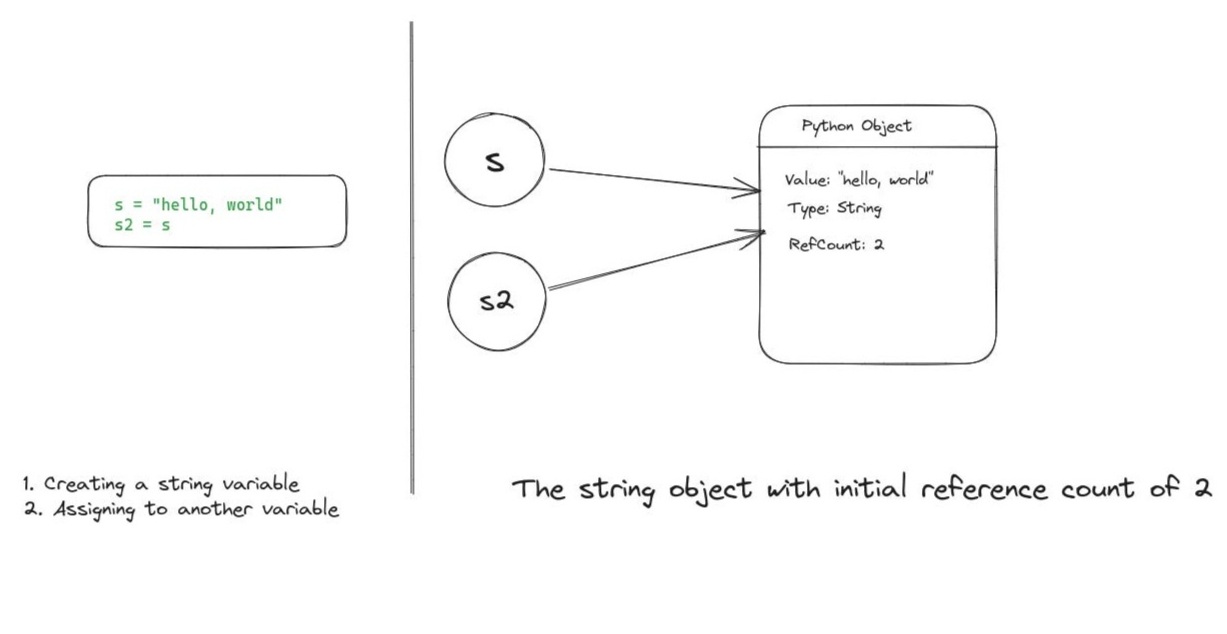 s = "hello, world"
s2 = s
1. Creating a string variable
2. Assigning to another variable
s
s2
Python Object
Value: "hello, world"
Type: String
RefCount: 2
The string object with initial reference count of 2